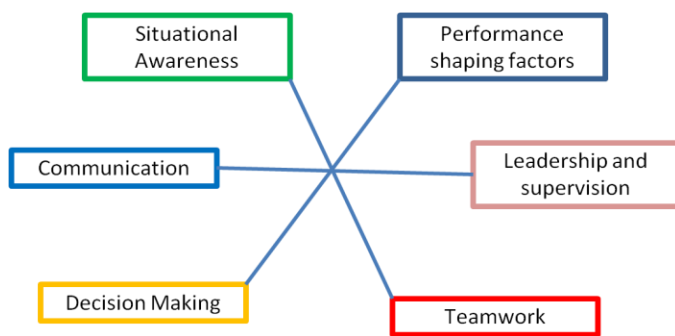 Situational
Awareness
Performance
shaping factors
Communication
Leadership and
supervision
Decision Making
Teamwork